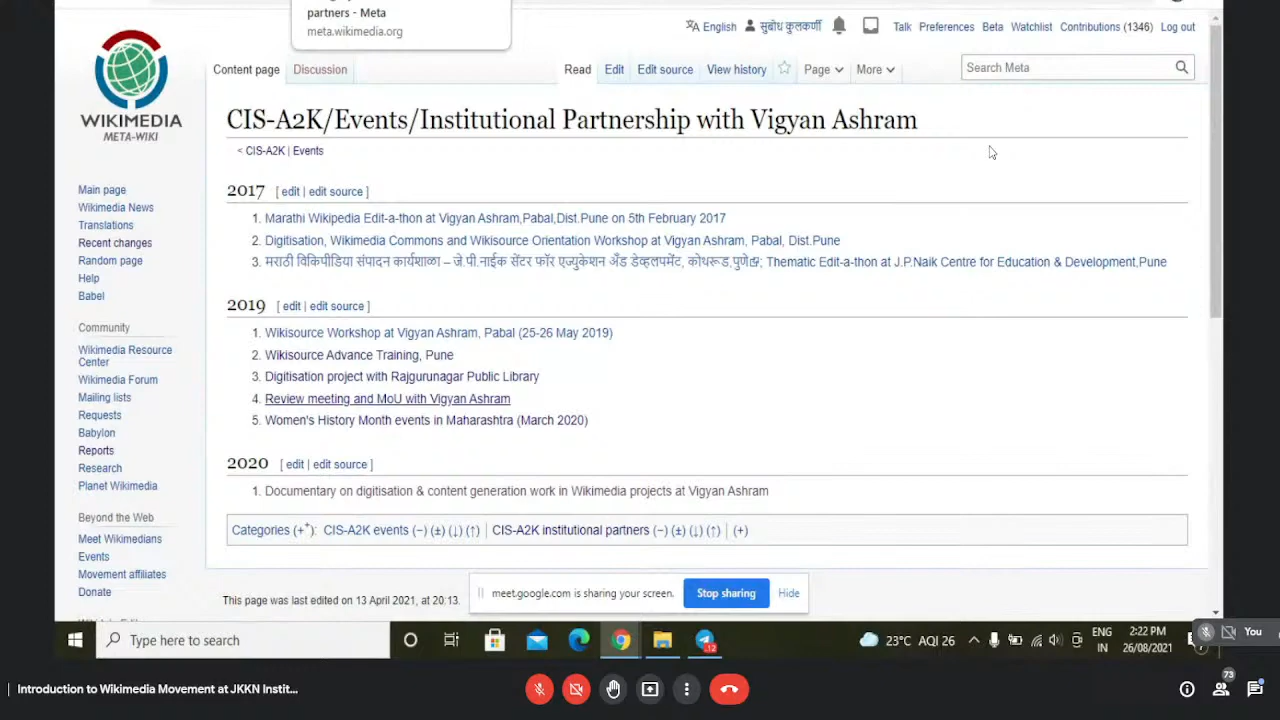 partners - Meta
meta.wikimedia.org
English सुबोध कुलकर्णी Talk Preferences Beta Watchlist Contributions (1346) Log out
Content page Discussion Read Edit Edit source View history Page More Search Meta
WIKIMEDIA
META-WIKI
CIS-A2K/Events/Institutional Partnership with Vigyan Ashram
< CIS-A2K | Events
Main page
Wikimedia News
Translations
Recent changes
Random page
Help
Babel
Community
Wikimedia Resource
Center
Wikimedia Forum
Mailing lists
Requests
Babylon
Reports
Research
Planet Wikimedia
Beyond the Web
Meet Wikimedians
Events
Movement affiliates
Donate
2017 [ edit | edit source ]
1. Marathi Wikipedia Edit-a-thon at Vigyan Ashram,Pabal,Dist.Pune on 5th February 2017
2. Digitisation, Wikimedia Commons and Wikisource Orientation Workshop at Vigyan Ashram, Pabal, Dist.Pune
3. मराठी विकिपीडिया संपादन कार्यशाळा – जे.पी.नाईक सेंटर फॉर एज्युकेशन अँड डेव्हलपमेंट, कोथरूड,पुणे; Thematic Edit-a-thon at J.P.Naik Centre for Education & Development,Pune
2019 [ edit | edit source ]
1. Wikisource Workshop at Vigyan Ashram, Pabal (25-26 May 2019)
2. Wikisource Advance Training, Pune
3. Digitisation project with Rajgurunagar Public Library
4. Review meeting and MoU with Vigyan Ashram
5. Women's History Month events in Maharashtra (March 2020)
2020 [ edit | edit source ]
1. Documentary on digitisation & content generation work in Wikimedia projects at Vigyan Ashram
Categories (+⁺): CIS-A2K events (−) (±) (↓) (↑) | CIS-A2K institutional partners (−) (±) (↓) (↑) | (+)
This page was last edited on 13 April 2021, at 20:13.
meet.google.com is sharing your screen. Stop sharing Hide
Type here to search
12
23°C AQI 26
ENG
IN
2:22 PM
26/08/2021
You
Introduction to Wikimedia Movement at JKKN Instit...
73